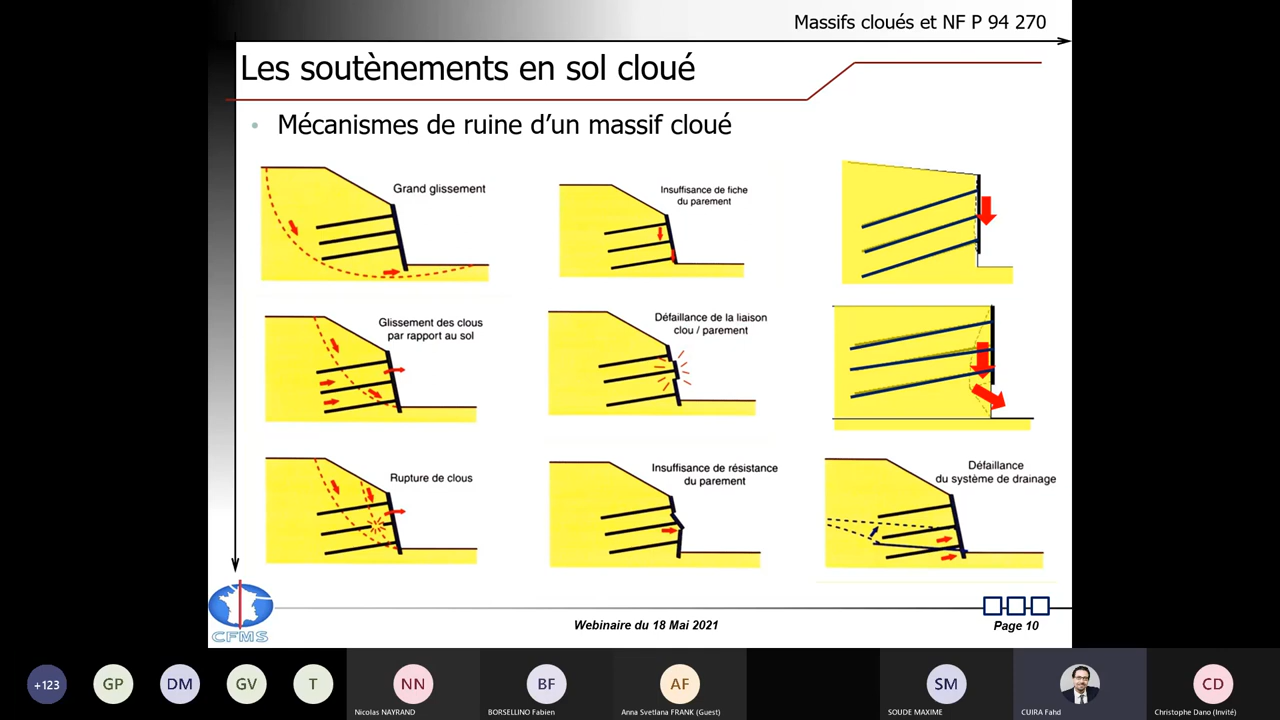 Massifs cloués et NF P 94 270
Les soutènements en sol cloué
• Mécanismes de ruine d’un massif cloué
Grand glissement
Insuffisance de fiche
du parement
Glissement des clous
par rapport au sol
Défaillance de la liaison
clou / parement
Rupture de clous
Insuffisance de résistance
du parement
Défaillance
du système de drainage
CFMS
Webinaire du 18 Mai 2021
Page 10
+123
GP
DM
GV
T
NN
Nicolas NAYRAND
BF
BORSELLINO Fabien
AF
Anna Svetlana FRANK (Guest)
SM
SOUDE MAXIME
CUIRA Fahd
CD
Christophe Dano (Invité)